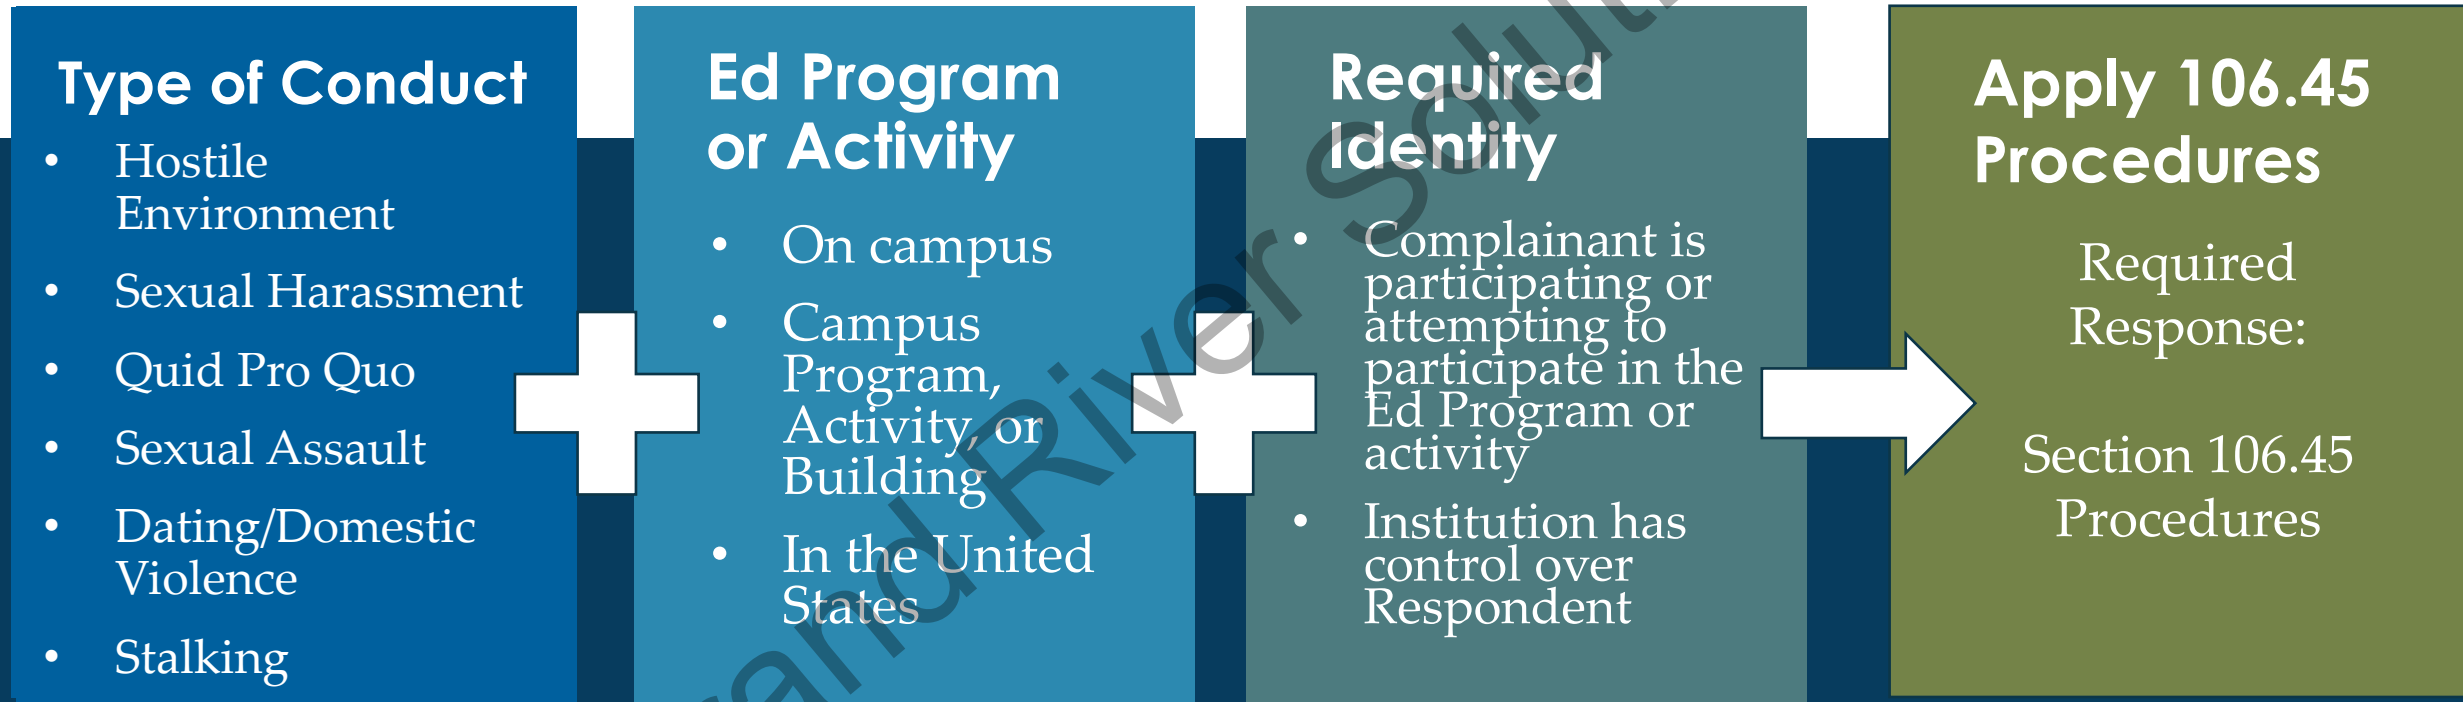 Type of Conduct
• Hostile
Environment
• Sexual Harassment
• Quid Pro Quo
• Sexual Assault
• Dating/Domestic
Violence
• Stalking
Ed Program
or Activity
• On campus
• Campus
Program,
Activity, or
Building
• In the United
States
Required
Identity
• Complainant is
participating or
attempting to
participate in the
Ed Program or
activity
• Institution has
control over
Respondent
Apply 106.45
Procedures
Required
Response:
Section 106.45
Procedures
River